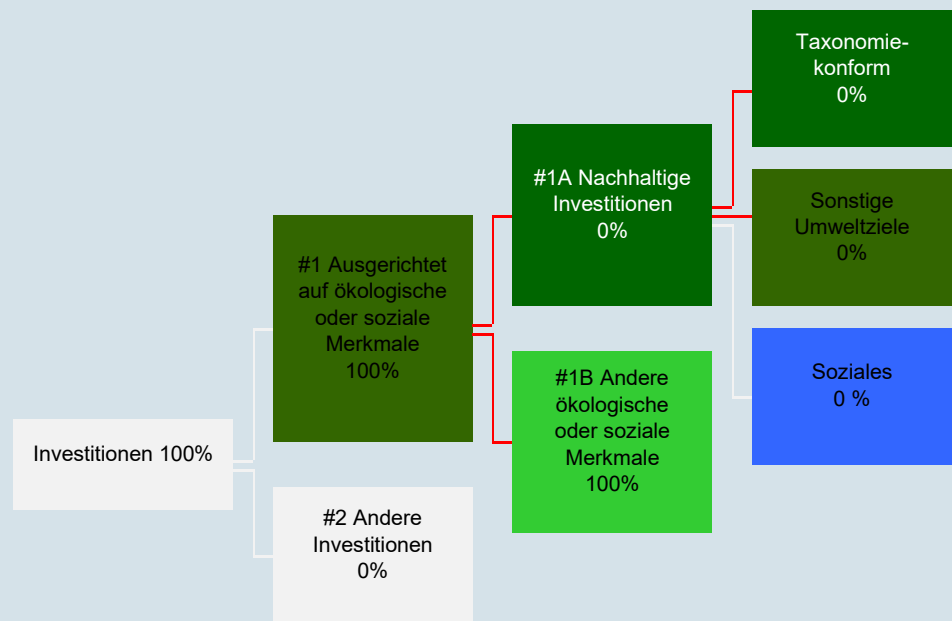 Investitionen 100%
#1 Ausgerichtet
auf ökologische
oder soziale
Merkmale
100%
#2 Andere
Investitionen
0%
#1A Nachhaltige
Investitionen
0%
#1B Andere
ökologische
oder soziale
Merkmale
100%
Taxonomie-
konform
0%
Sonstige
Umweltziele
0%
Soziales
0 %